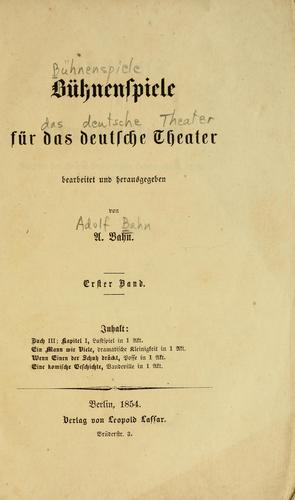 Bühnenspiele
Bühnenspiele
das deutsche Theater
für das deutsche Theater
bearbeitet und herausgegeben
von
Adolf Bahn
A. Bahn.
Erster Band.
Inhalt:
Buch III; Kapitel I, Lustspiel in 1 Akt.
Ein Mann wie Viele, dramatische Kleinigkeit in 1 Akt.
Wenn Einen der Schuh drückt, Posse in 1 Akt.
Eine komische Geschichte, Vaudeville in 1 Akt.
Berlin, 1854.
Verlag von Leopold Lassar.
Brüderstr. 3.